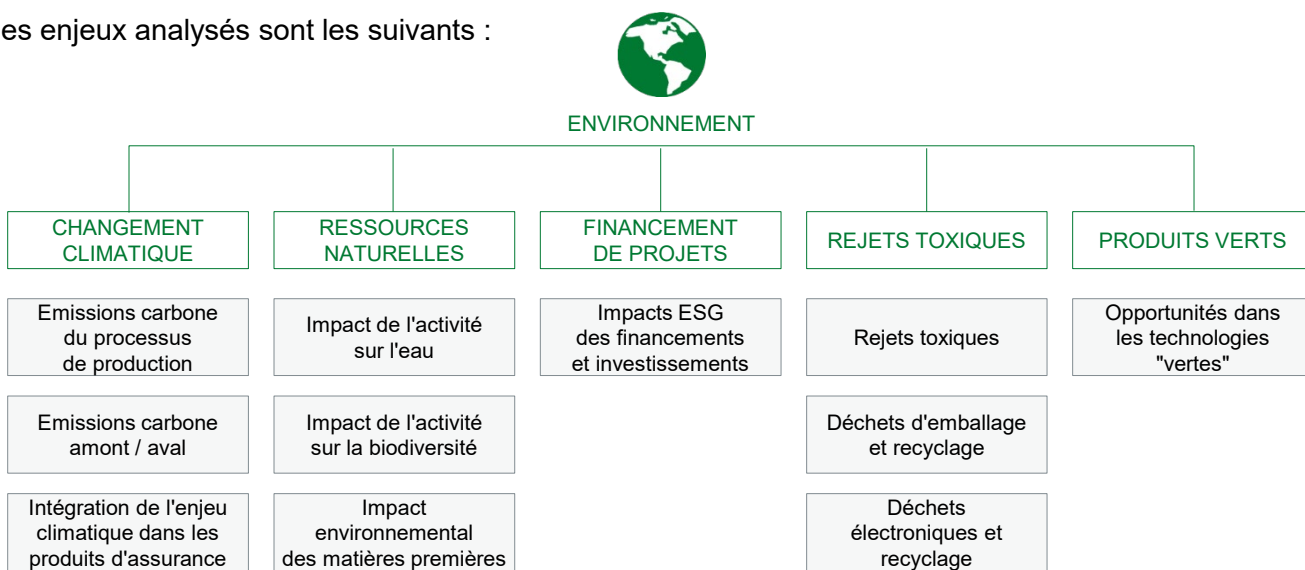 es enjeux analysés sont les suivants :
ENVIRONNEMENT
CHANGEMENT
CLIMATIQUE
RESSOURCES
NATURELLES
FINANCEMENT
DE PROJETS
REJETS TOXIQUES
PRODUITS VERTS
Emissions carbone
du processus
de production
Impact de l'activité
sur l'eau
Impacts ESG
des financements
et investissements
Rejets toxiques
Opportunités dans
les technologies
"vertes"
Emissions carbone
amont / aval
Impact de l'activité
sur la biodiversité
Déchets d'emballage
et recyclage
Intégration de l'enjeu
climatique dans les
produits d'assurance
Impact
environnemental
des matières premières
Déchets
électroniques et
recyclage